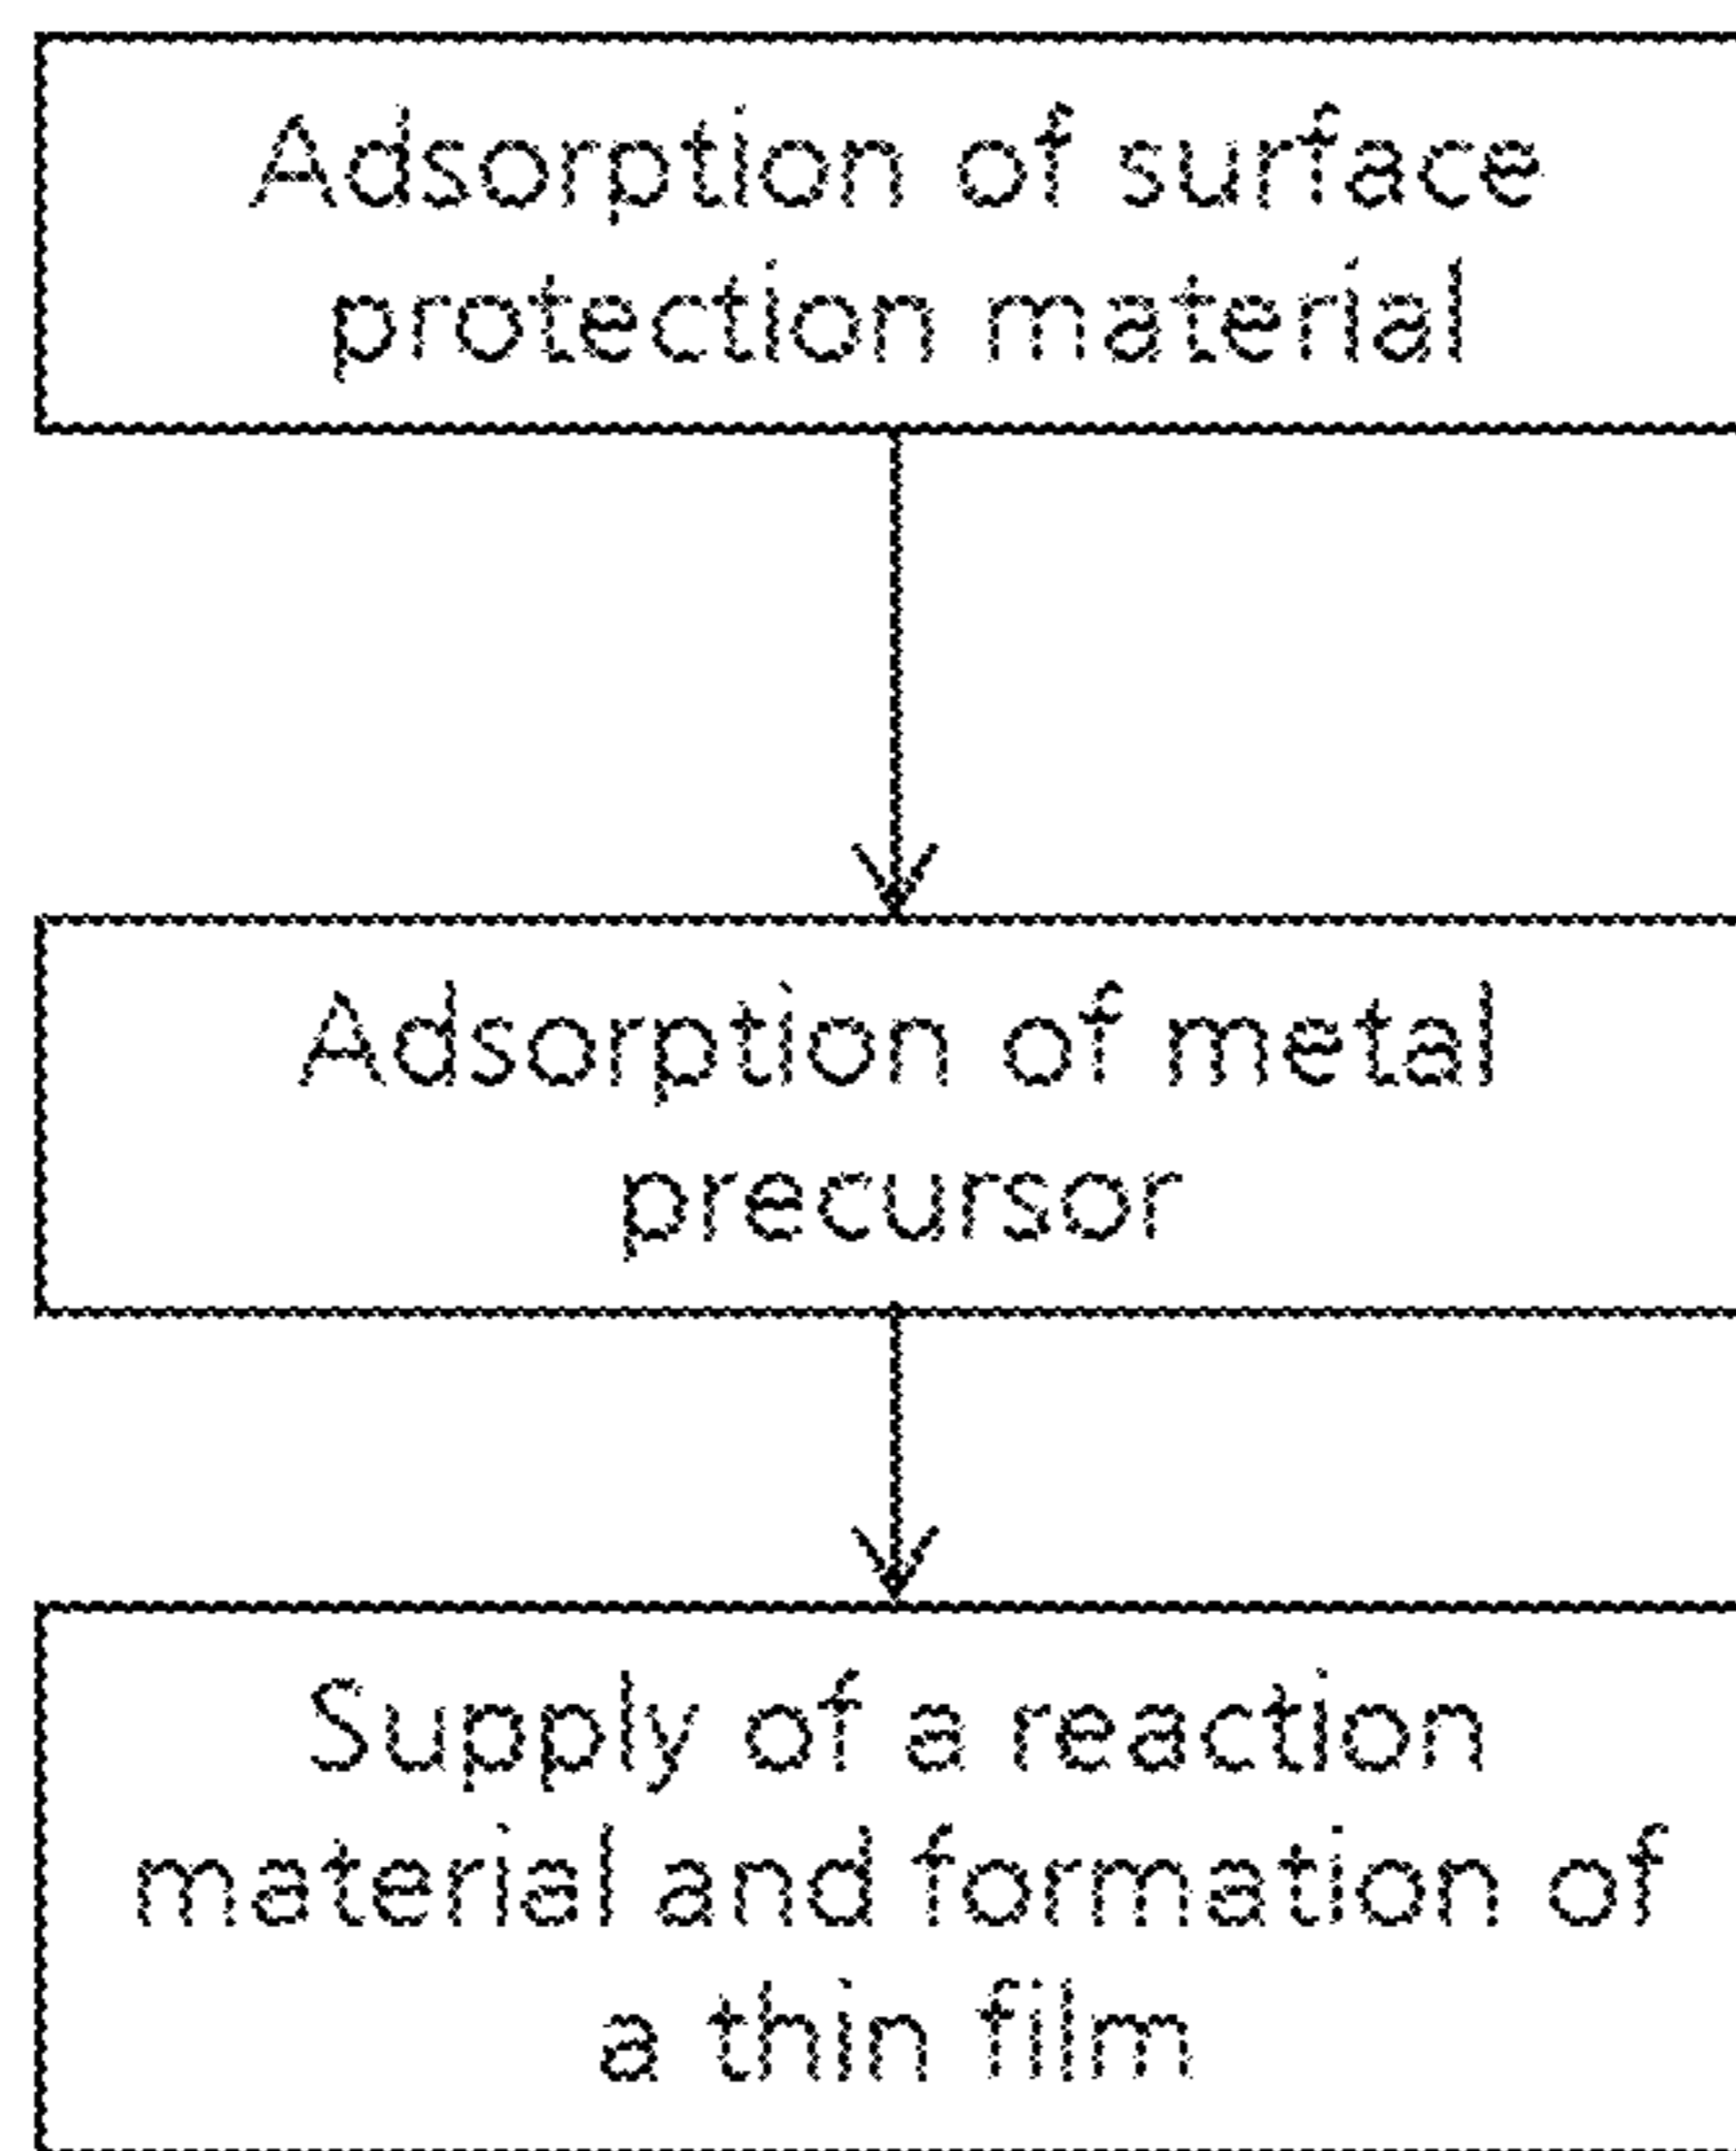 Adsorption of surface
protection material
Adsorption of metal
precursor
Supply of a reaction
material and formation of
a thin film